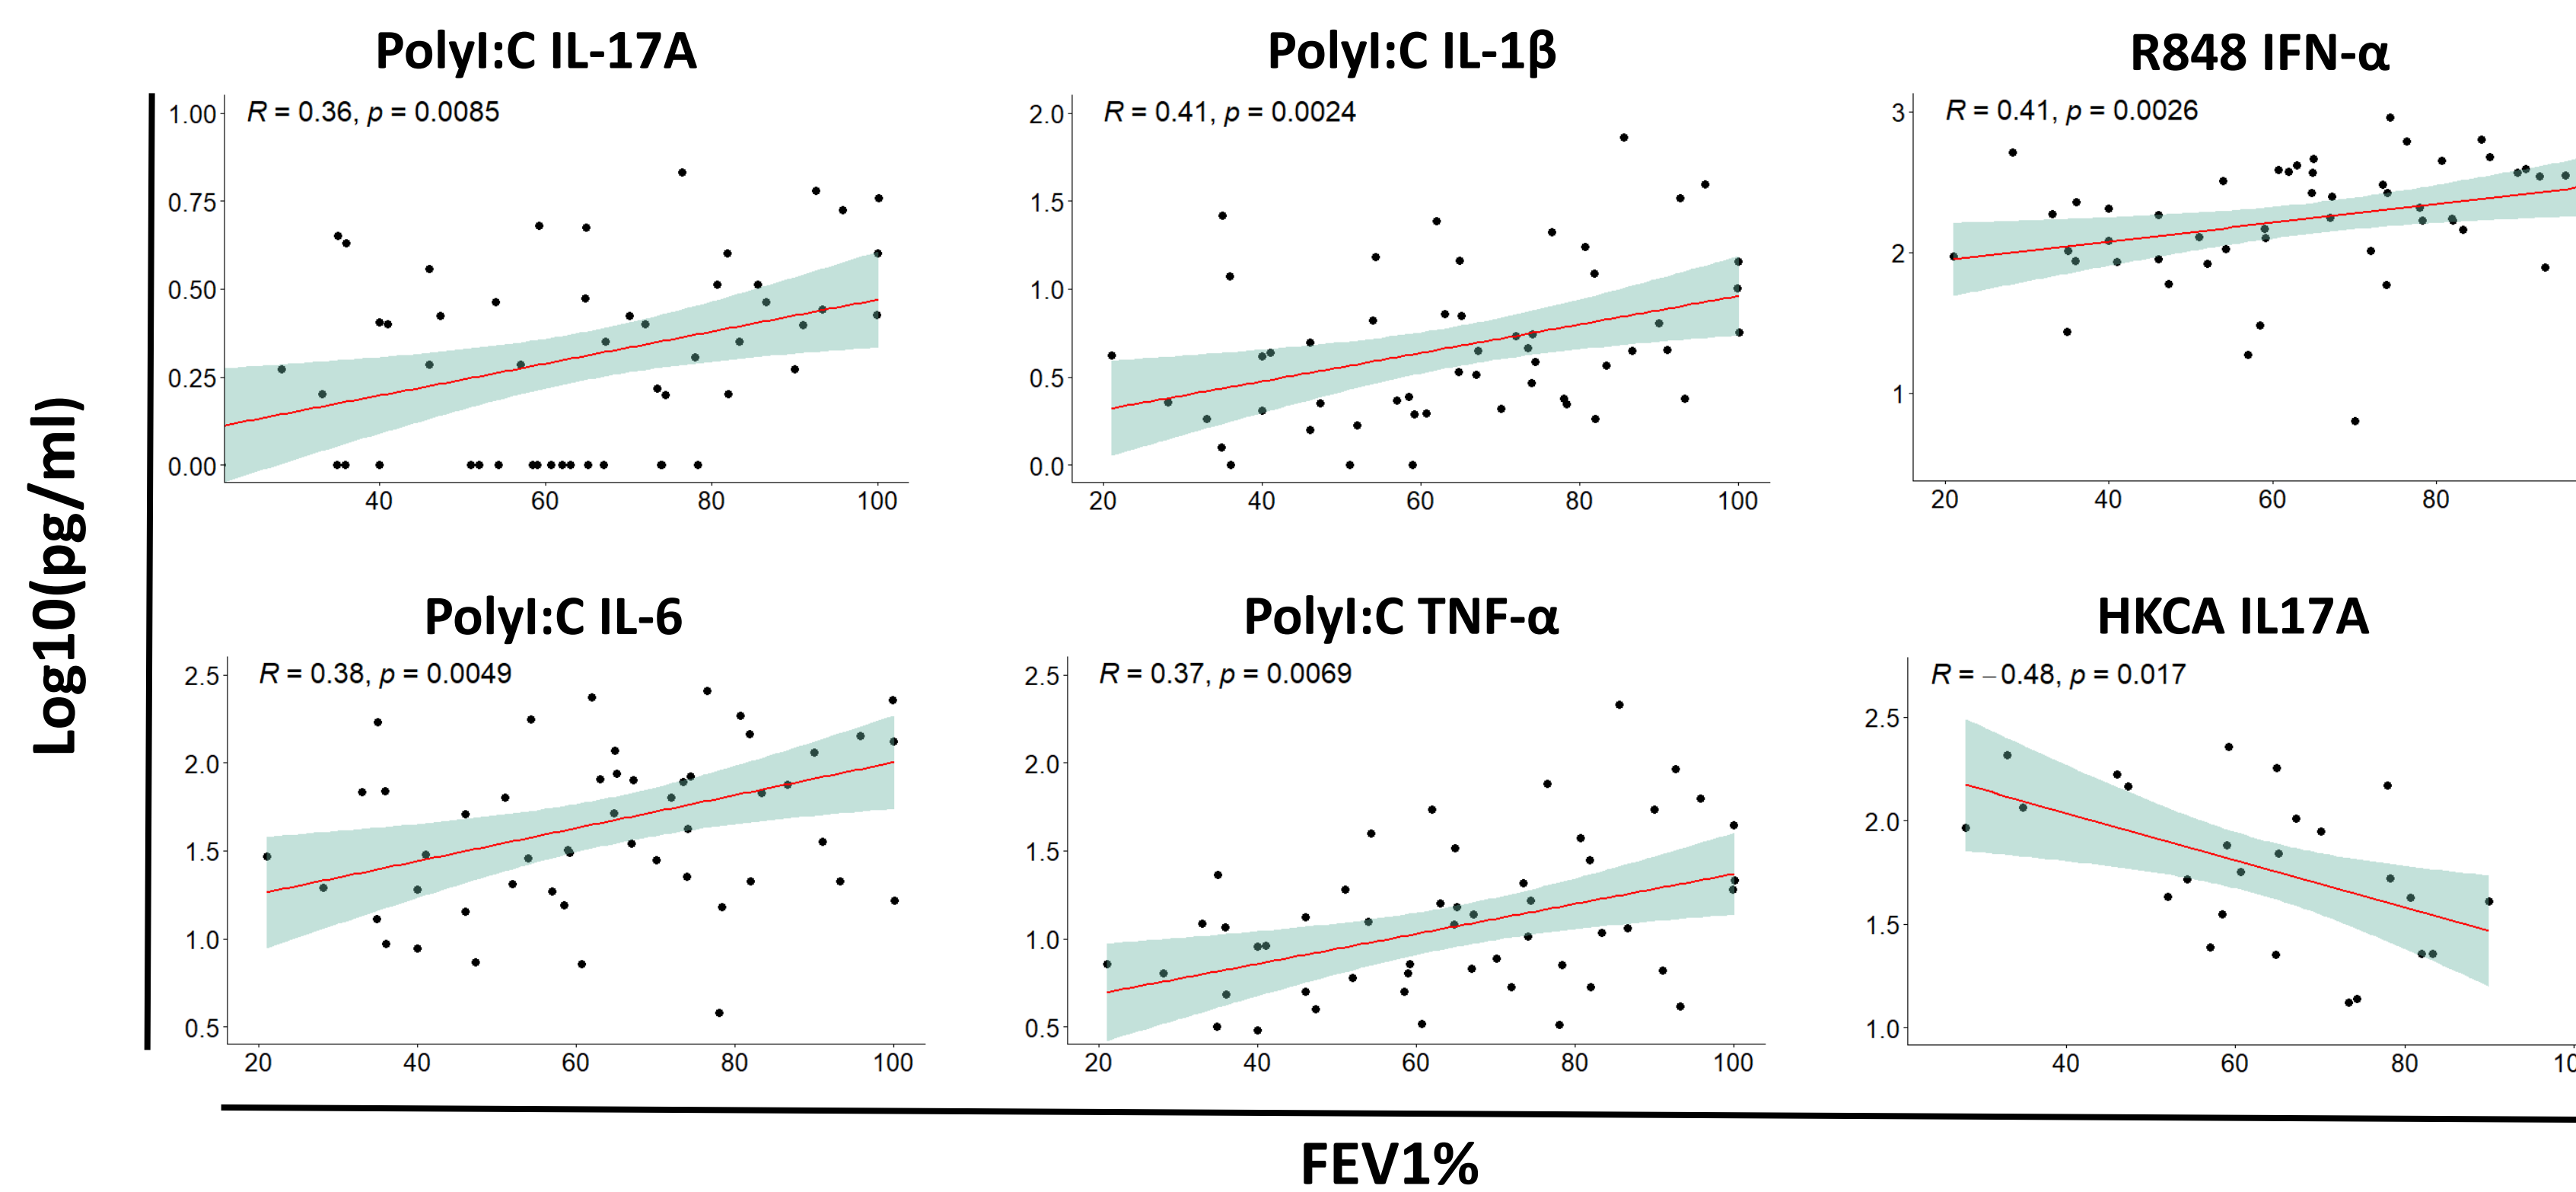 PolyI:C IL-17A
PolyI:C IL-1β
R848 IFN-α
R = 0.36, p = 0.0085
R = 0.41, p = 0.0024
R = 0.41, p = 0.0026
1.00
0.75
0.50
0.25
0.00
40 60 80 100
2.0
1.5
1.0
0.5
0.0
20 40 60 80 100
3
2
1
20 40 60 80
Log10(pg/ml)
PolyI:C IL-6
PolyI:C TNF-α
HKCA IL17A
R = 0.38, p = 0.0049
R = 0.37, p = 0.0069
R = −0.48, p = 0.017
2.5
2.0
1.5
1.0
0.5
20 40 60 80 100
2.5
2.0
1.5
1.0
0.5
20 40 60 80 100
2.5
2.0
1.5
1.0
40 60 80
FEV1%